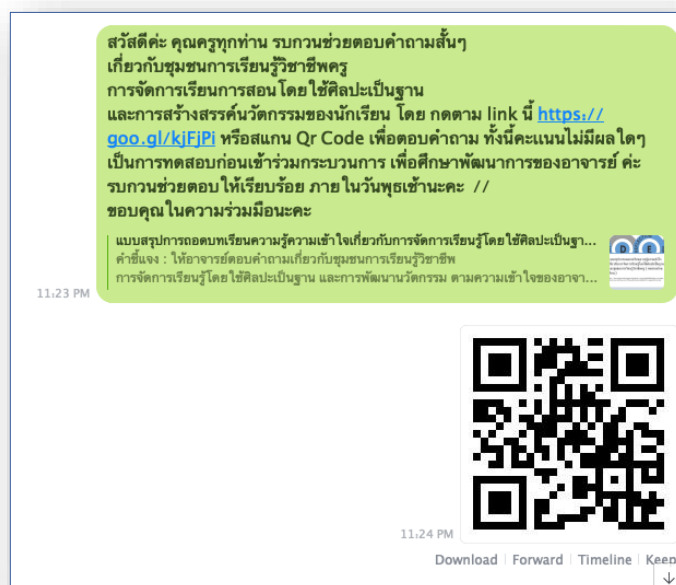 สวัสดีค่ะ คุณครูทุกท่าน รบกวนช่วยตอบคำถามสั้นๆ
เกี่ยวกับชุมชนการเรียนรู้วิชาชีพครู
การจัดการเรียนการสอนโดยใช้ศิลปะเป็นฐาน
และการสร้างสรรค์นวัตกรรมของนักเรียน โดย กดตาม link นี้ https://
goo.gl/kjFjPi หรือสแกน Qr Code เพื่อตอบคำถาม ทั้งนี้คะแนนไม่มีผลใดๆ
เป็นการทดสอบก่อนเข้าร่วมกระบวนการ เพื่อศึกษาพัฒนาการของอาจารย์ ค่ะ
รบกวนช่วยตอบให้เรียบร้อย ภายในวันพุธเช้านะคะ //
ขอบคุณในความร่วมมือนะคะ
แบบสรุปการถอดบทเรียนความรู้ความเข้าใจเกี่ยวกับการจัดการเรียนรู้โดยใช้ศิลปะเป็นฐา...
คำชี้แจง : ให้อาจารย์ตอบคำถามเกี่ยวกับชุมชนการเรียนรู้วิชาชีพ
การจัดการเรียนรู้โดยใช้ศิลปะเป็นฐาน และการพัฒนานวัตกรรม ตามความเข้าใจของอาจา...
D E
11:23 PM
11:24 PM
Download Forward Timeline Keep